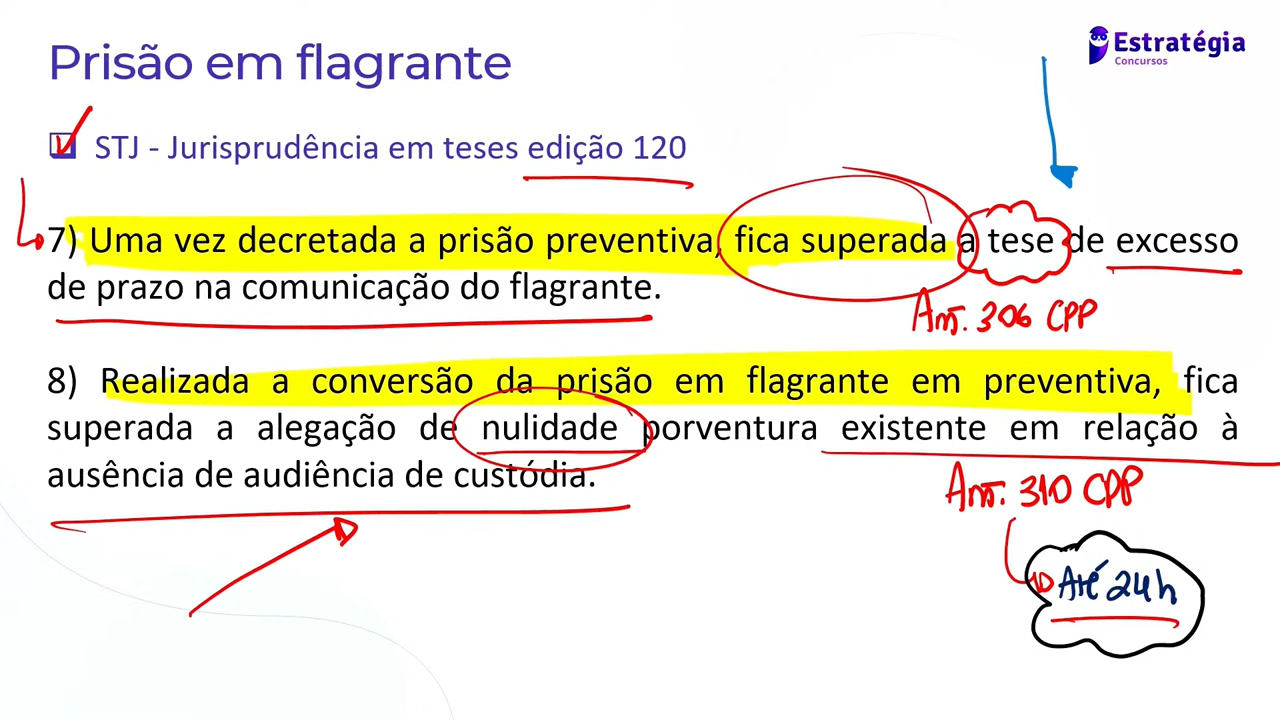 Prisão em flagrante
Estratégia
Concursos
STJ - Jurisprudência em teses edição 120
7) Uma vez decretada a prisão preventiva, fica superada a tese de excesso
de prazo na comunicação do flagrante.
Art. 306 CPP
8) Realizada a conversão da prisão em flagrante em preventiva, fica
superada a alegação de nulidade porventura existente em relação à
ausência de audiência de custódia.
Art. 310 CPP
Até 24h